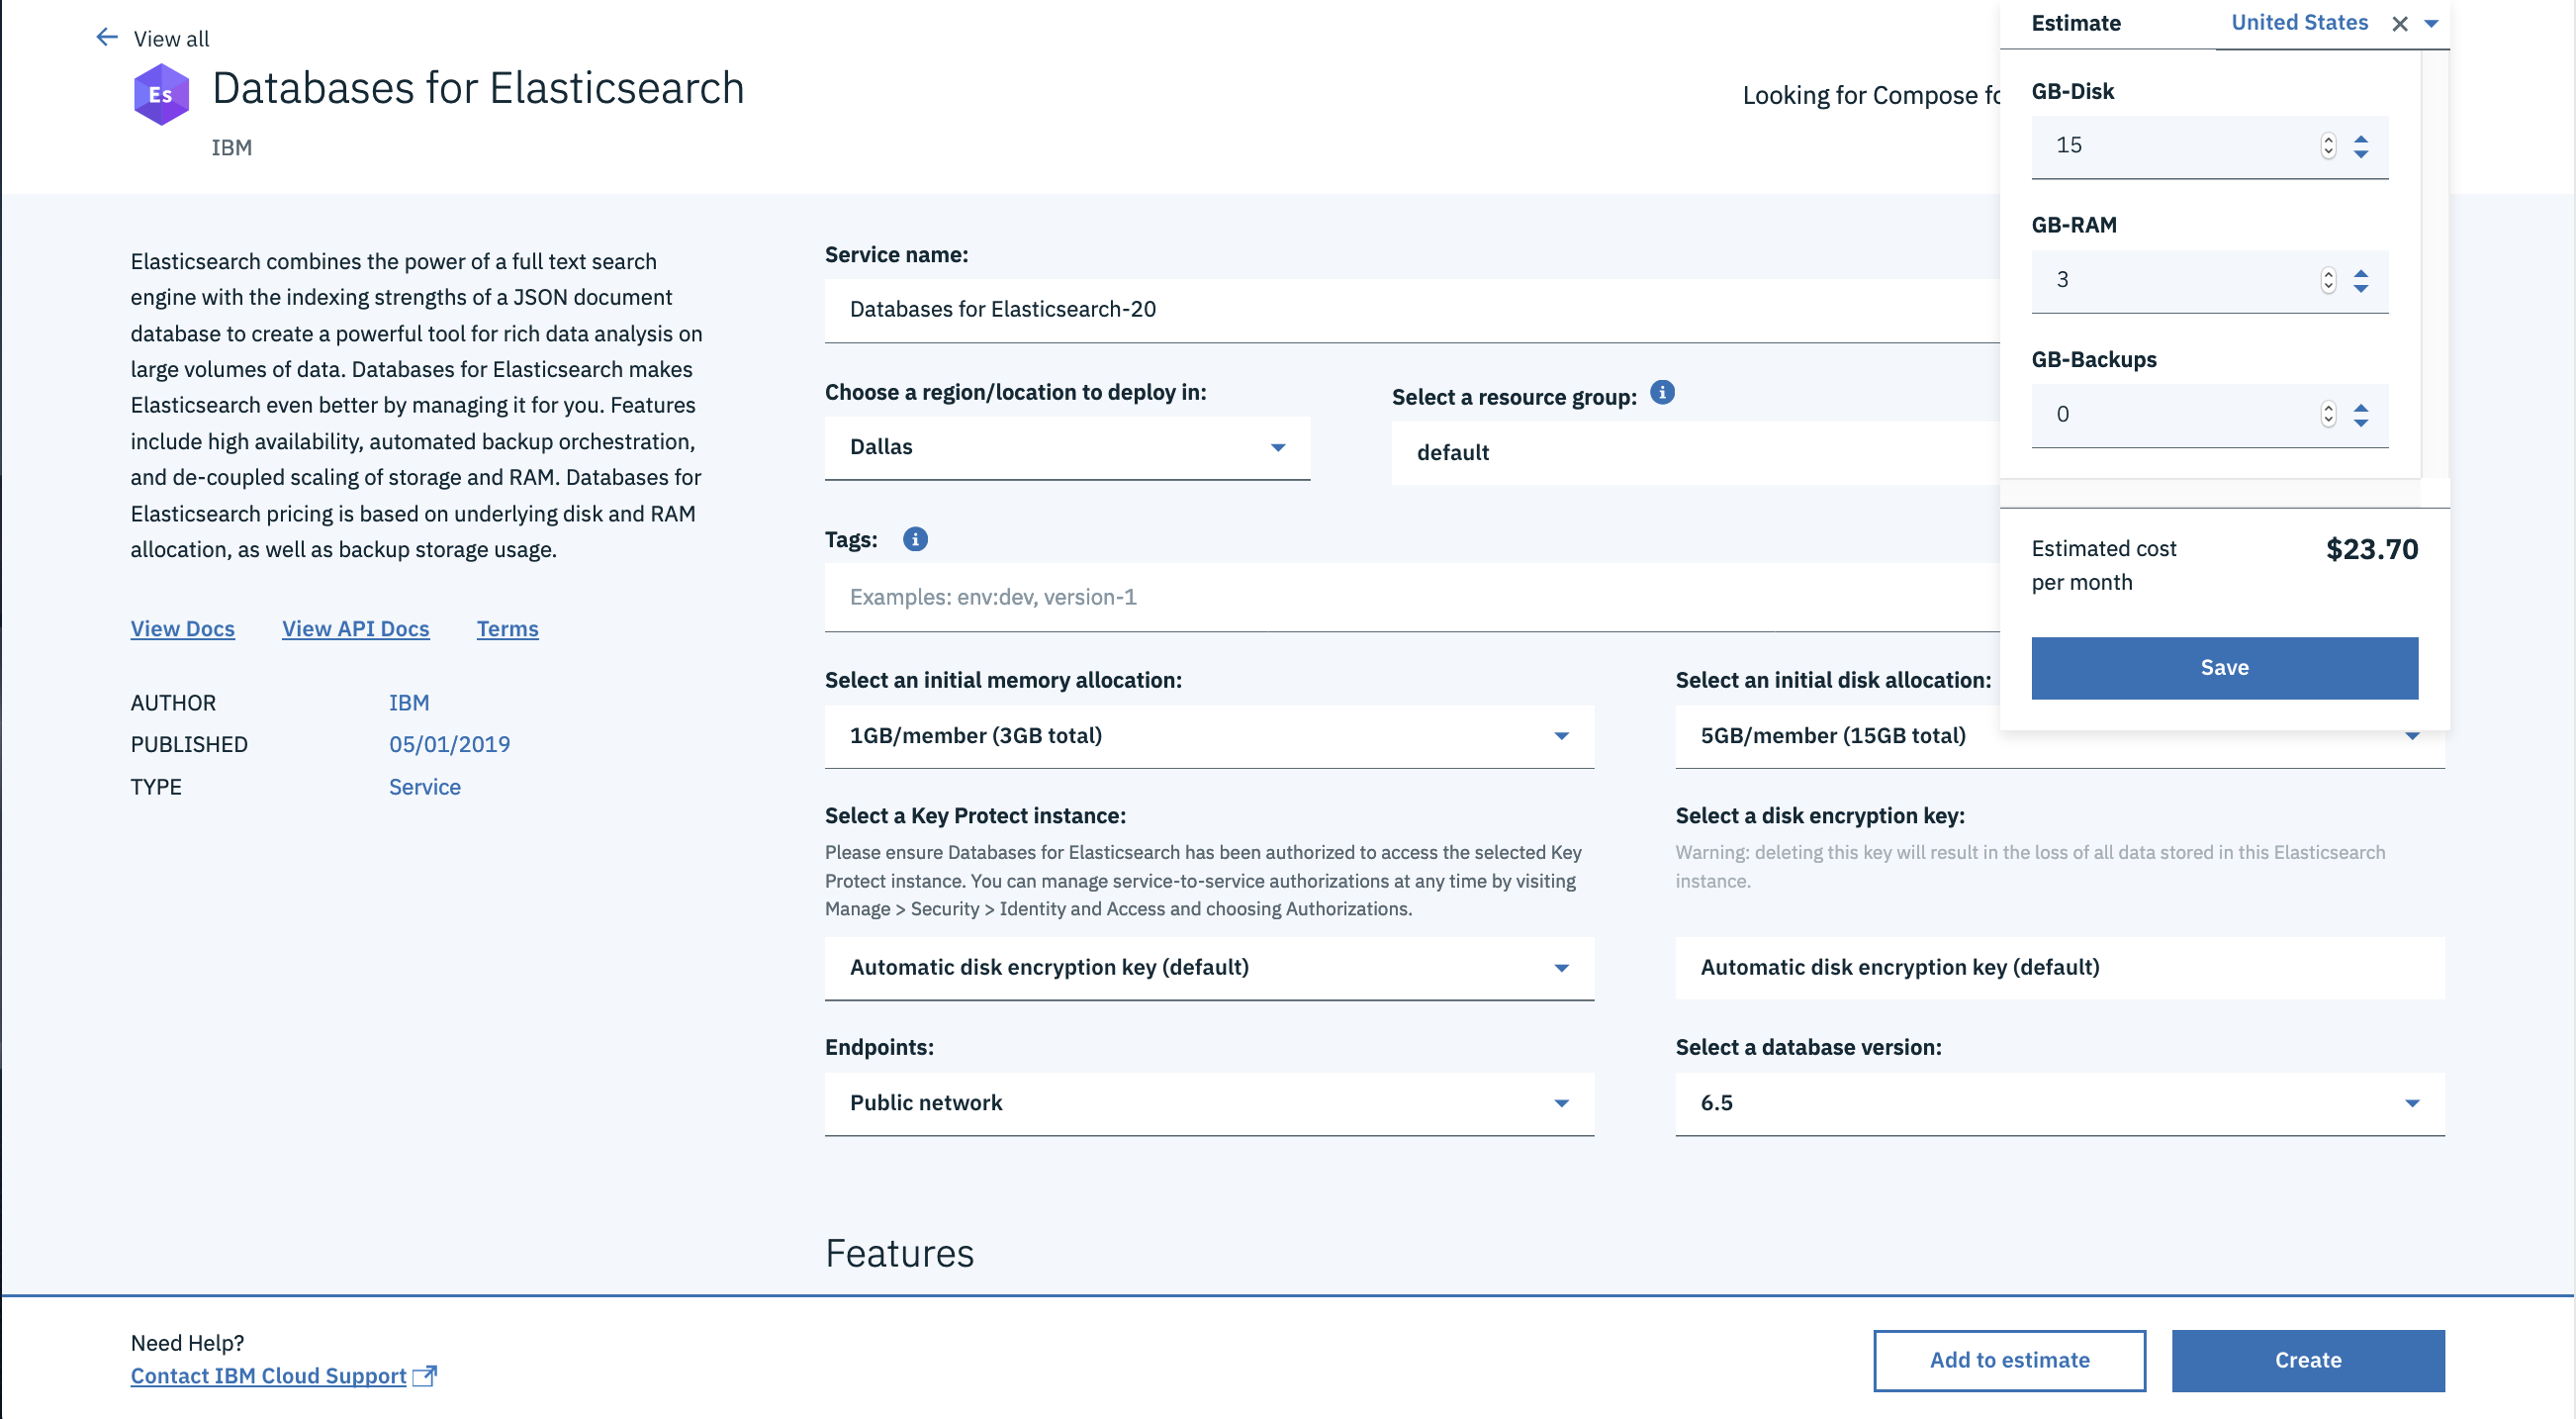 View all
Es
Databases for Elasticsearch
IBM
Looking for Compose fo
Elasticsearch combines the power of a full text search
engine with the indexing strengths of a JSON document
database to create a powerful tool for rich data analysis on
large volumes of data. Databases for Elasticsearch makes
Elasticsearch even better by managing it for you. Features
include high availability, automated backup orchestration,
and de-coupled scaling of storage and RAM. Databases for
Elasticsearch pricing is based on underlying disk and RAM
allocation, as well as backup storage usage.
View Docs View API Docs Terms
AUTHOR IBM
PUBLISHED 05/01/2019
TYPE Service
Service name:
Databases for Elasticsearch-20
Choose a region/location to deploy in:
Dallas
Select a resource group:
default
Tags:
Examples: env:dev, version-1
Select an initial memory allocation:
1GB/member (3GB total)
Select an initial disk allocation:
5GB/member (15GB total)
Select a Key Protect instance:
Please ensure Databases for Elasticsearch has been authorized to access the selected Key
Protect instance. You can manage service-to-service authorizations at any time by visiting
Manage > Security > Identity and Access and choosing Authorizations.
Automatic disk encryption key (default)
Select a disk encryption key:
Warning: deleting this key will result in the loss of all data stored in this Elasticsearch
instance.
Automatic disk encryption key (default)
Endpoints:
Public network
Select a database version:
6.5
Features
Estimate United States
GB-Disk
15
GB-RAM
3
GB-Backups
0
Estimated cost $23.70
per month
Save
Need Help?
Contact IBM Cloud Support
Add to estimate
Create